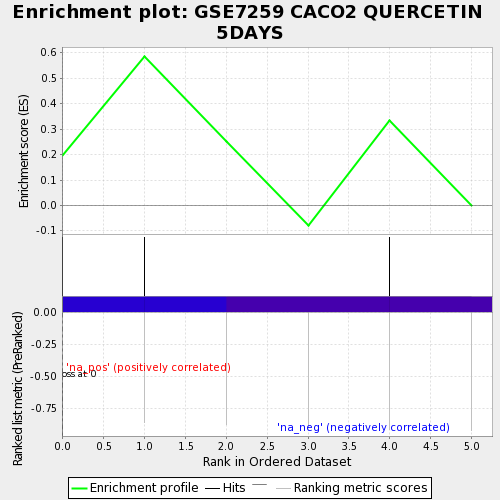 Enrichment plot: GSE7259 CACO2 QUERCETIN
5DAYS
Enrichment score (ES)
0.6
0.5
0.4
0.3
0.2
0.1
0.0
-0.1
Ranked list metric (PreRanked)
0.00
-0.25
-0.50
-0.75
'na_pos' (positively correlated)
oss at 0
'na_neg' (negatively correlated)
0.0 0.5 1.0 1.5 2.0 2.5 3.0 3.5 4.0 4.5 5.0
Rank in Ordered Dataset
Enrichment profile — Hits Ranking metric scores